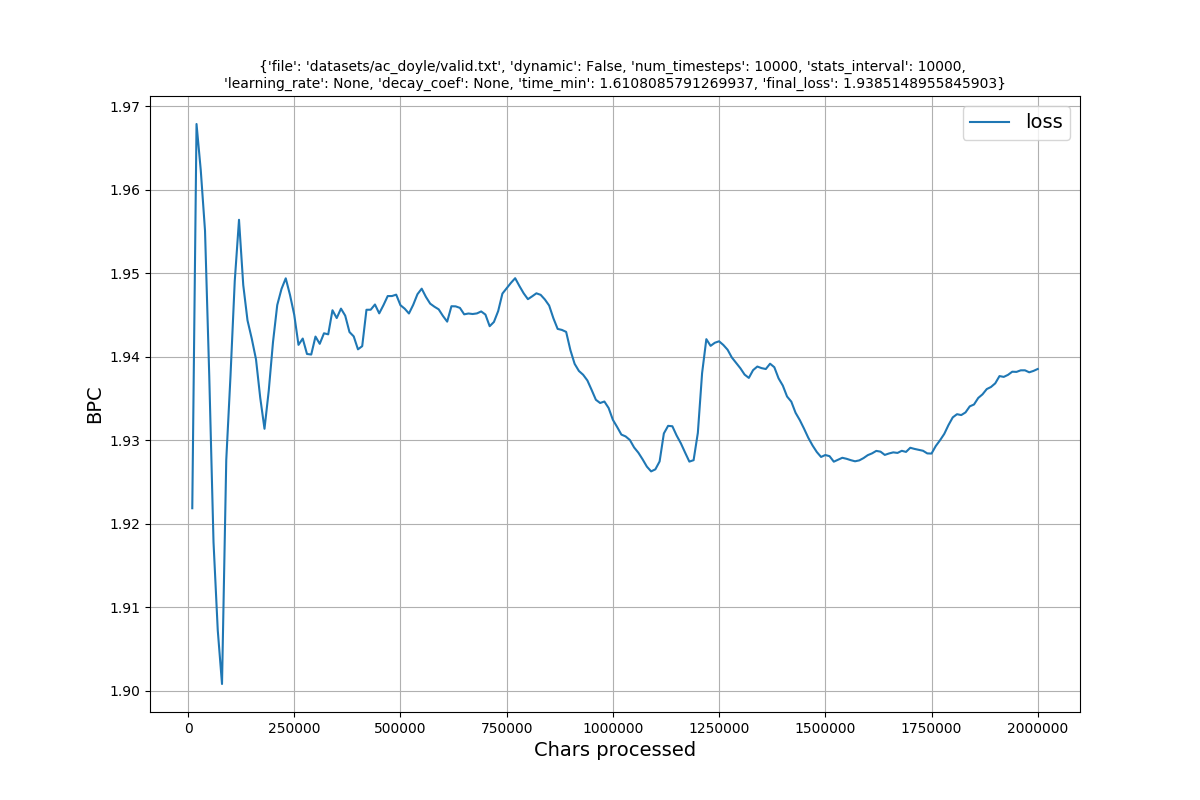 {'file': 'datasets/ac_doyle/valid.txt', 'dynamic': False, 'num_timesteps': 10000, 'stats_interval': 10000,
'learning_rate': None, 'decay_coef': None, 'time_min': 1.6108085791269937, 'final_loss': 1.9385148955845903}
loss
1.97
1.96
1.95
1.94
1.93
1.92
1.91
1.90
BPC
0 250000 500000 750000 1000000 1250000 1500000 1750000 2000000
Chars processed